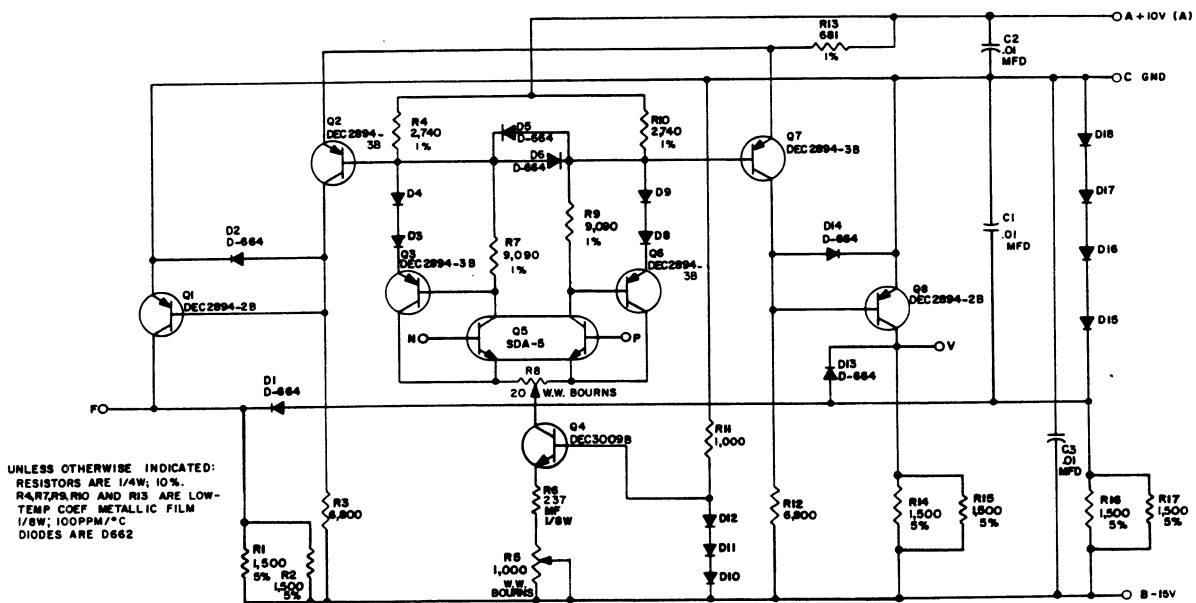 A +10V (A)
R13
681
1%
C2
.01
MFD
C GND
Q2
DEC2894-
3B
R4
2,740
1%
D5
D-664
D6
D-664
R10
2,740
1%
Q7
DEC2894-3B
D18
D17
D16
D15
D4
D3
D9
D8
R7
9,090
1%
R9
9,090
1%
C1
.01
MFD
D2
D-664
Q3
DEC2894-3B
Q6
DEC2894-
3B
D14
D-664
Q1
DEC2894-2B
Q8
DEC2894-2B
N
Q5
SDA-5
P
V
D13
D-664
R8
20 W.W. BOURNS
D1
D-664
F
Q4
DEC3009B
R11
1,000
C3
.01
MFD
UNLESS OTHERWISE INDICATED:
RESISTORS ARE 1/4W; 10%.
R4,R7,R9,R10 AND R13 ARE LOW-
TEMP COEF METALLIC FILM
1/8W; 100PPM/°C
DIODES ARE D662
R3
6,800
R6
237
MF
1/8W
R12
6,800
R14
1,500
5%
R15
1,500
5%
R16
1,500
5%
R17
1,500
5%
D12
D11
D10
R1
1,500
5%
R2
1,500
5%
R5
1,000
W.W.
BOURNS
B -15V